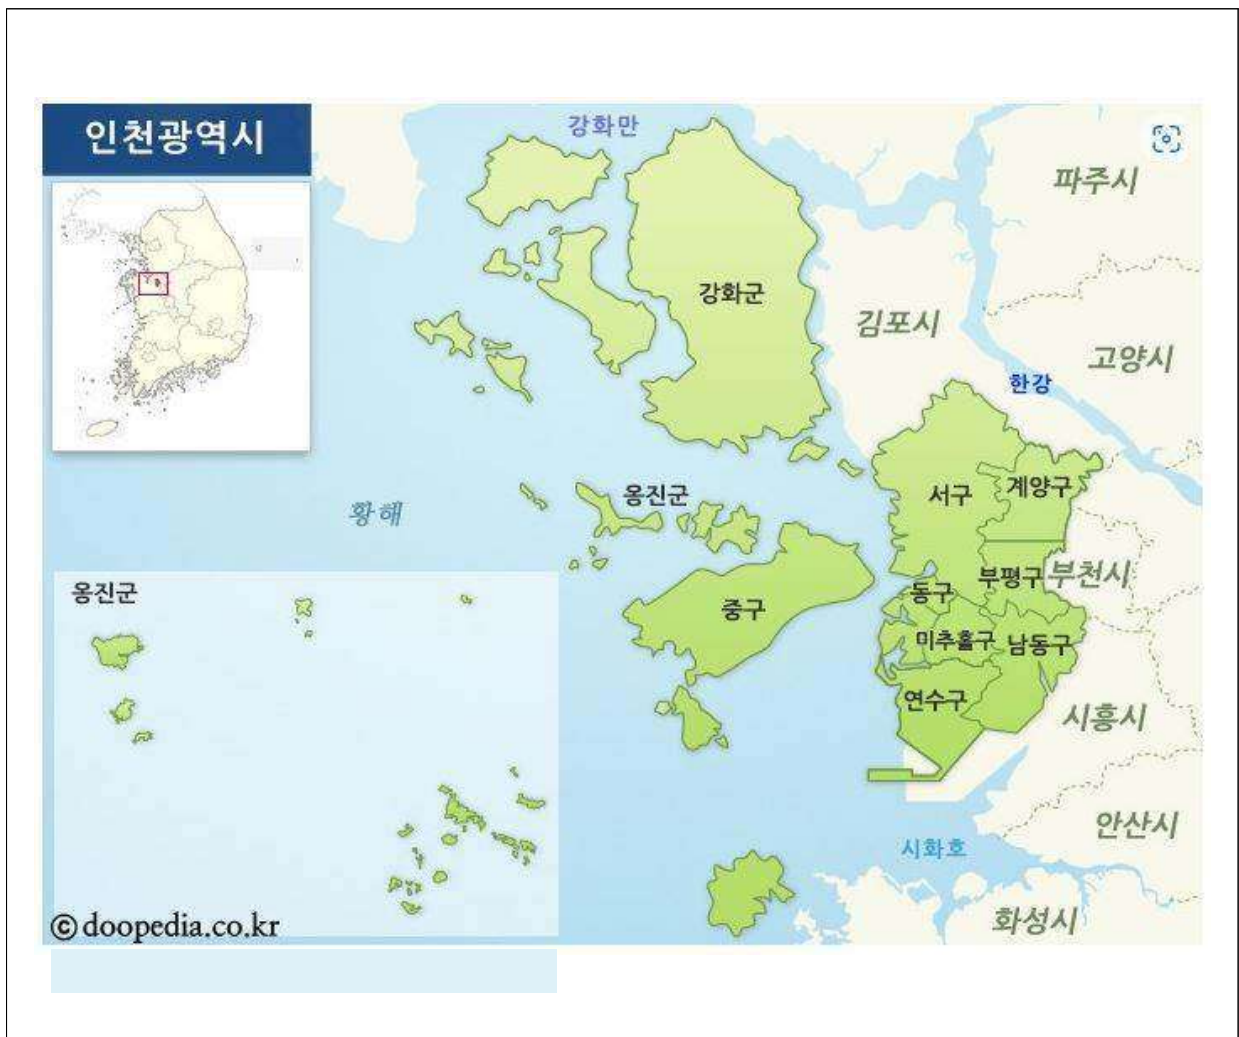 인천광역시
강화만
파주시
강화군
김포시
고양시
한강
서구
계양구
옹진군
황해
동구
부평구
부천시
옹진군
중구
미추홀구
남동구
연수구
시흥시
안산시
시화호
화성시
ⓒ doopedia.co.kr